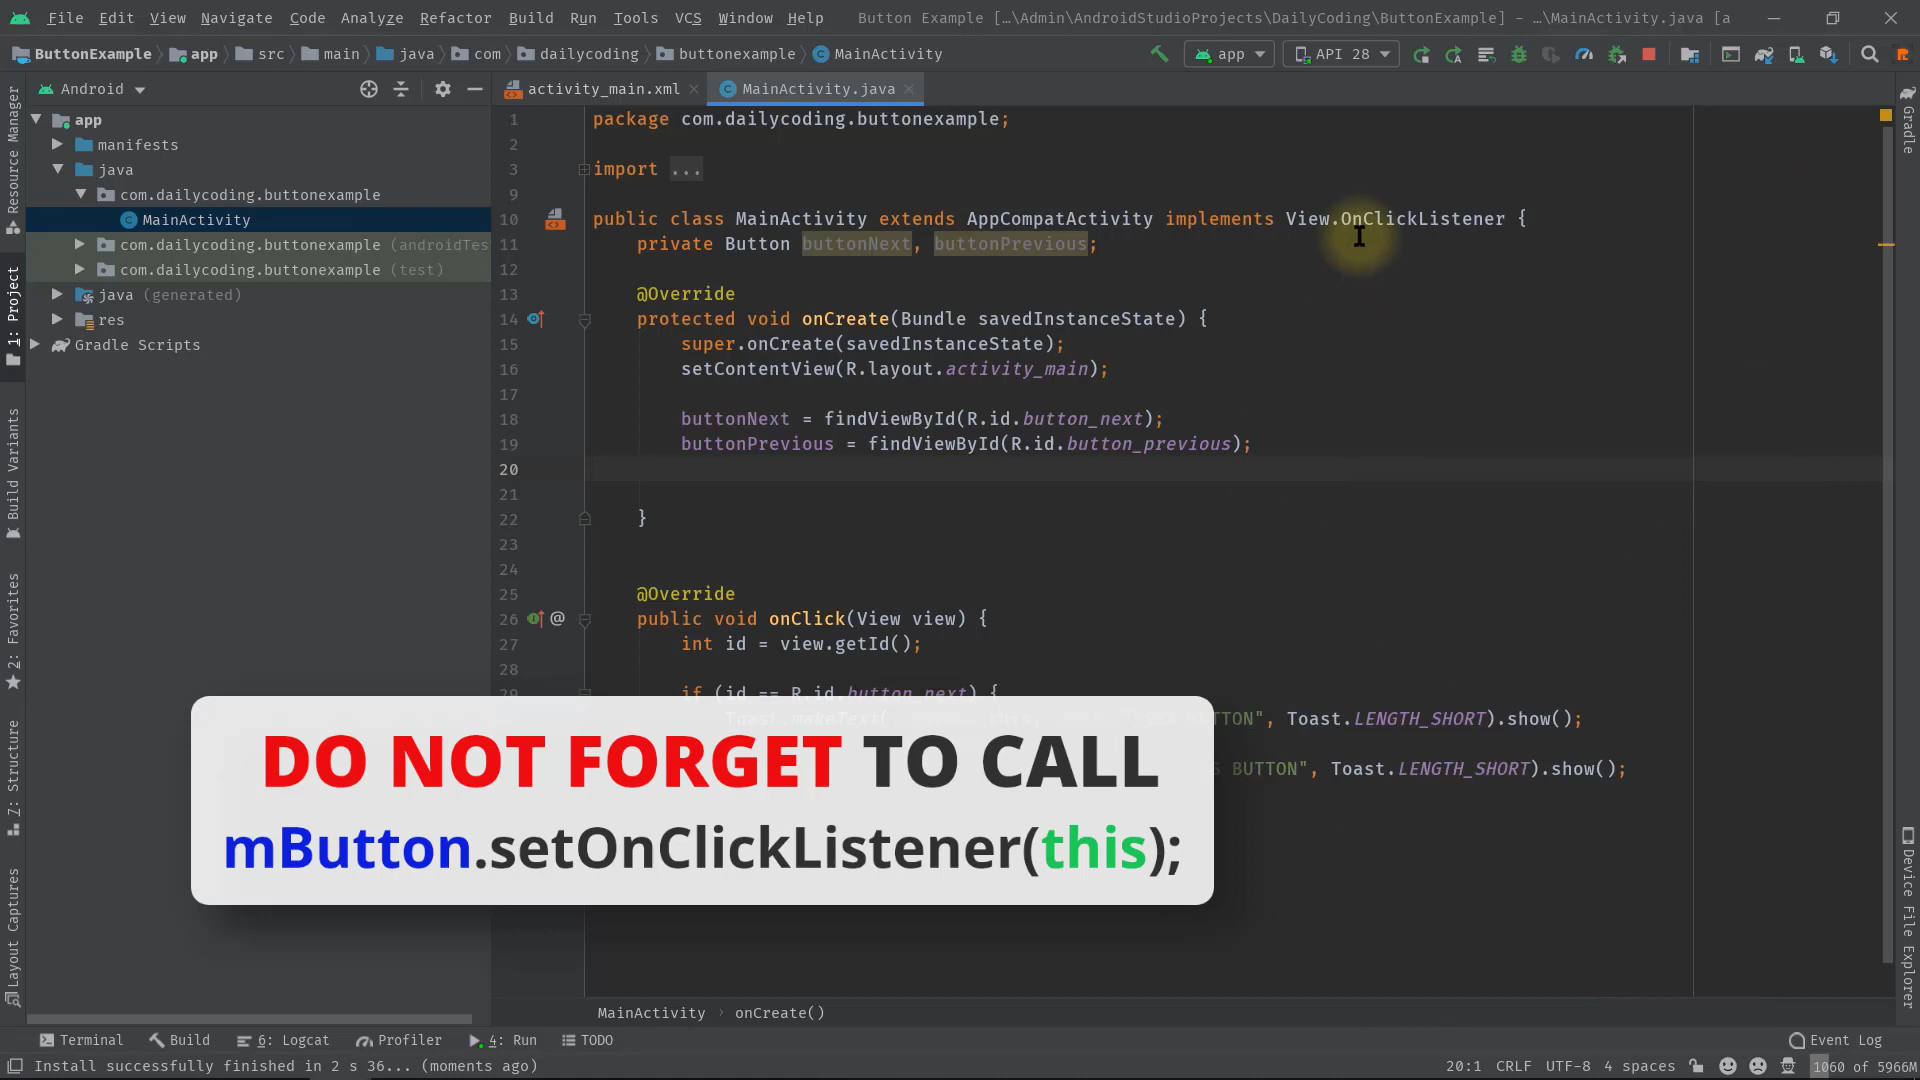 File Edit View Navigate Code Analyze Refactor Build Run Tools VCS Window Help Button Example […\Admin\AndroidStudioProjects\DailyCoding\ButtonExample] - …\MainActivity.java [a
ButtonExample app src main java com dailycoding buttonexample MainActivity app API 28
Android
activity_main.xml MainActivity.java
app
manifests
java
com.dailycoding.buttonexample
MainActivity
com.dailycoding.buttonexample (androidTes
com.dailycoding.buttonexample (test)
java (generated)
res
Gradle Scripts
Resource Manager
1: Project
Build Variants
2: Favorites
7: Structure
Layout Captures
1 package com.dailycoding.buttonexample;
2
3 import ...
9
10 public class MainActivity extends AppCompatActivity implements View.OnClickListener {
11 private Button buttonNext, buttonPrevious;
12
13 @Override
14 protected void onCreate(Bundle savedInstanceState) {
15 super.onCreate(savedInstanceState);
16 setContentView(R.layout.activity_main);
17
18 buttonNext = findViewById(R.id.button_next);
19 buttonPrevious = findViewById(R.id.button_previous);
20
21
22 }
23
24
25 @Override
26 @ public void onClick(View view) {
27 int id = view.getId();
28
29 if (id == R.id.button_next) {
Toast.makeText( this, BUTTON", Toast.LENGTH_SHORT).show();
BUTTON", Toast.LENGTH_SHORT).show();
DO NOT FORGET TO CALL
mButton.setOnClickListener(this);
Gradle
Device File Explorer
MainActivity › onCreate()
Terminal Build 6: Logcat Profiler 4: Run TODO Event Log
Install successfully finished in 2 s 36... (moments ago) 20:1 CRLF UTF-8 4 spaces 1060 of 5966M